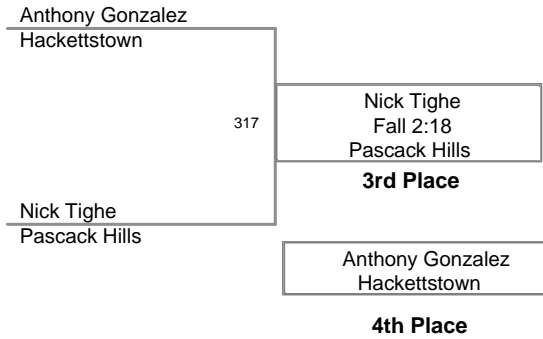 Anthony Gonzalez
Hackettstown
317
Nick Tighe
Fall 2:18
Pascack Hills
3rd Place
Nick Tighe
Pascack Hills
Anthony Gonzalez
Hackettstown
4th Place